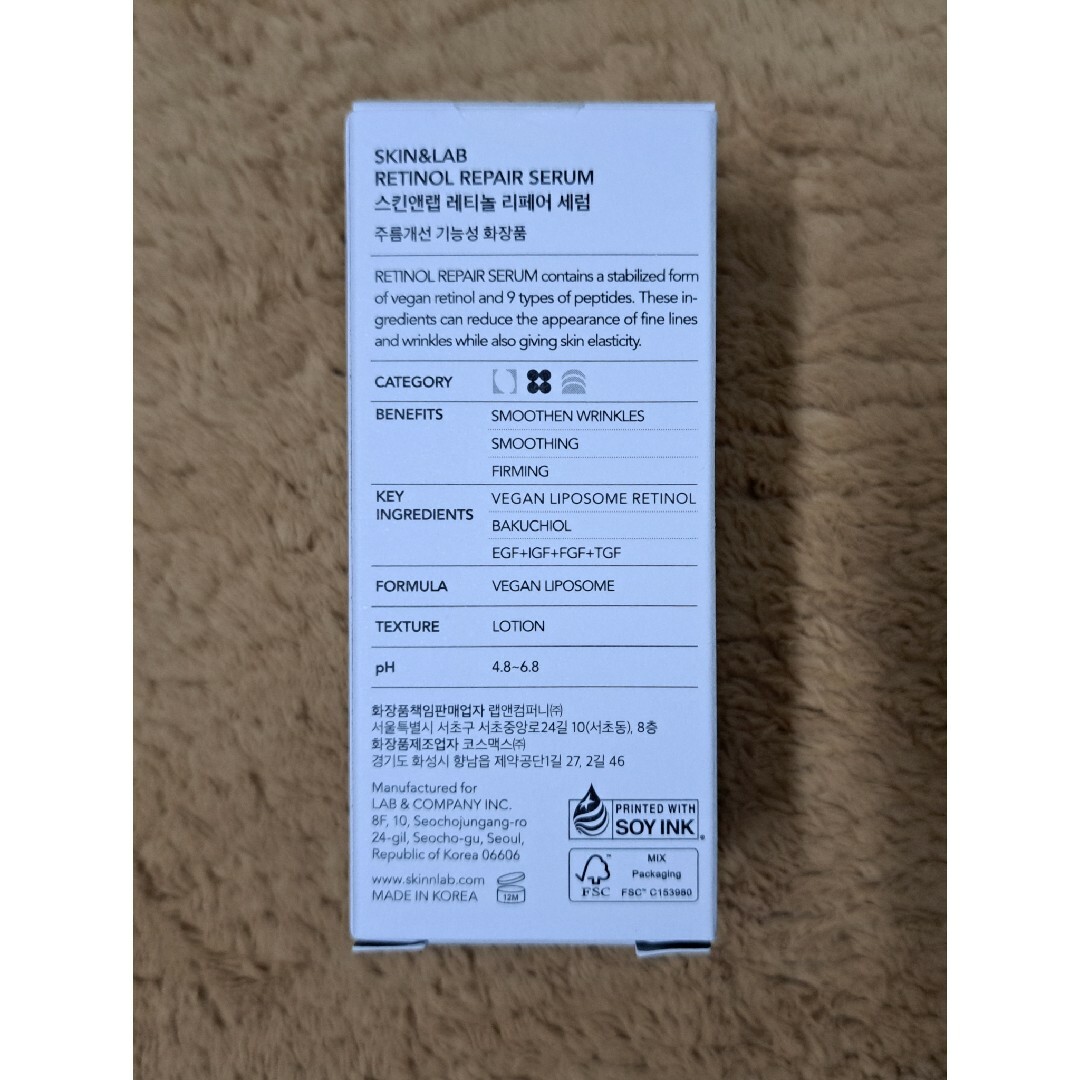 SKIN&LAB
RETINOL REPAIR SERUM
스킨앤랩 레티놀 리페어 세럼
주름개선 기능성 화장품
RETINOL REPAIR SERUM contains a stabilized form
of vegan retinol and 9 types of peptides. These in-
gredients can reduce the appearance of fine lines
and wrinkles while also giving skin elasticity.
CATEGORY
BENEFITS SMOOTHEN WRINKLES
SMOOTHING
FIRMING
KEY
INGREDIENTS
VEGAN LIPOSOME RETINOL
BAKUCHIOL
EGF+IGF+FGF+TGF
FORMULA VEGAN LIPOSOME
TEXTURE LOTION
pH 4.8~6.8
화장품책임판매업자 랩앤컴퍼니㈜
서울특별시 서초구 서초중앙로24길 10(서초동), 8층
화장품제조업자 코스맥스㈜
경기도 화성시 향남읍 제약공단1길 27, 2길 46
Manufactured for
LAB & COMPANY INC.
8F, 10, Seochojungang-ro
24-gil, Seocho-gu, Seoul,
Republic of Korea 06606
www.skinnlab.com
MADE IN KOREA
12M
PRINTED WITH
SOY INK
FSC™
MIX
Packaging
FSC™ C153980